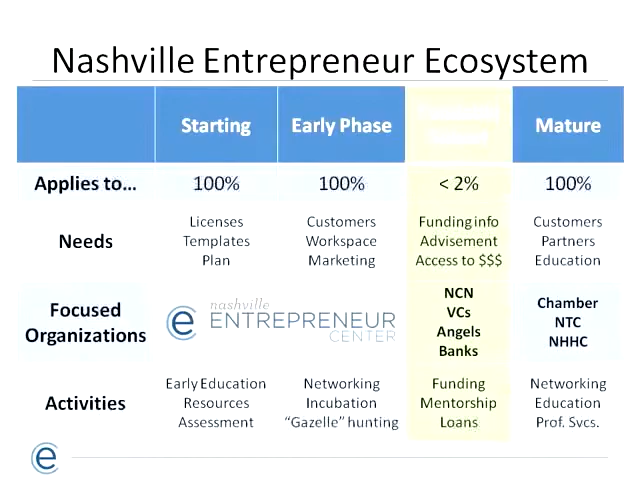 Nashville Entrepreneur Ecosystem
Starting Early Phase Mature
Applies to... 100% 100% < 2% 100%
Licenses Customers Funding info Customers
Needs Templates Workspace Advisement Partners
Plan Marketing Access to $$$ Education
Focused Organizations
nashville
e ENTREPRENEUR
CENTER
NCN
VCs
Angels
Banks
Chamber
NTC
NHHC
Early Education Networking Funding Networking
Activities Resources Incubation Mentorship Education
Assessment "Gazelle" hunting Loans Prof. Svcs.
e